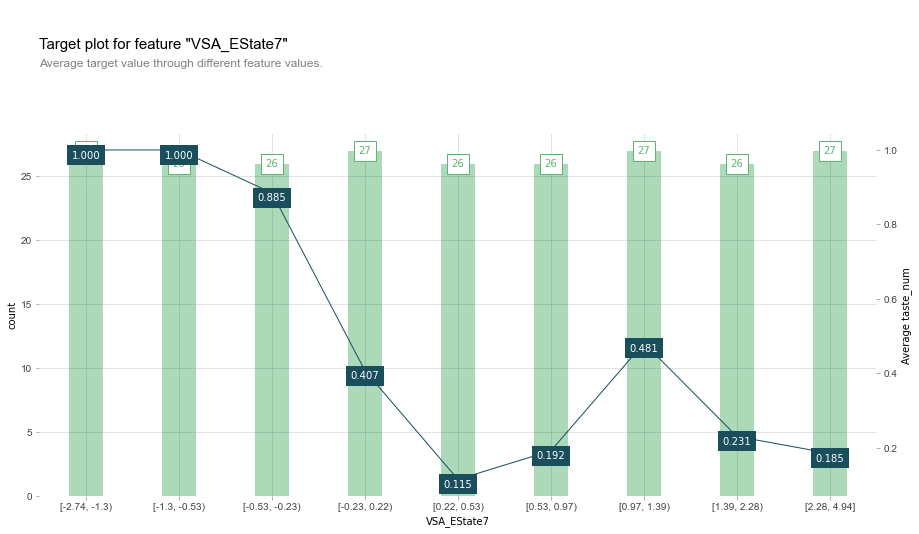 Target plot for feature "VSA_EState7"
Average target value through different feature values.
27 26 26 27 27
1.000 1.000 1.0
26 26 26
25
0.885
0.8
20
15
0.6
count
Average taste_num
0.481
10
0.407
0.4
5
0.231
0.192
0.185
0.2
0.115
0
[-2.74, -1.3) [-1.3, -0.53) [-0.53, -0.23) [-0.23, 0.22) [0.22, 0.53) [0.53, 0.97) [0.97, 1.39) [1.39, 2.28) [2.28, 4.94]
VSA_EState7